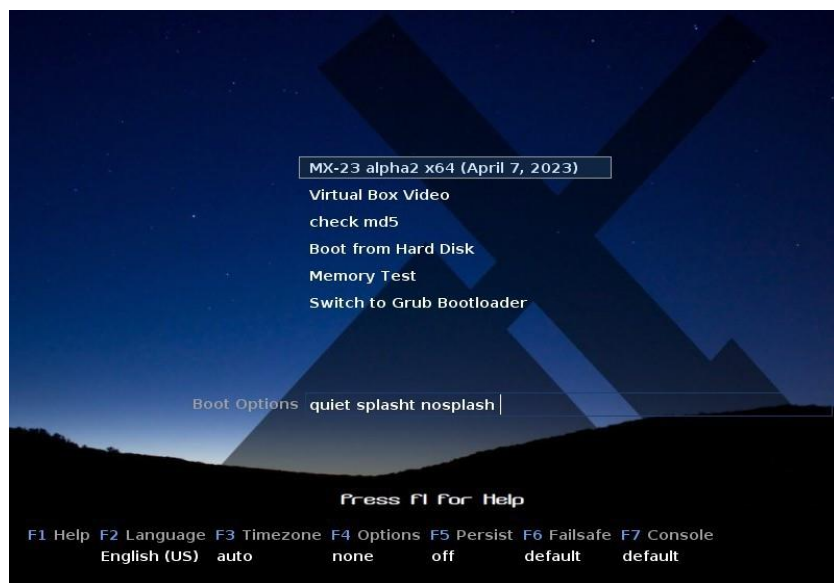 MX-23 alpha2 x64 (April 7, 2023)
Virtual Box Video
check md5
Boot from Hard Disk
Memory Test
Switch to Grub Bootloader
Boot Options quiet splasht nosplash
Press F1 for Help
F1 Help F2 Language F3 Timezone F4 Options F5 Persist F6 Failsafe F7 Console
English (US) auto none off default default